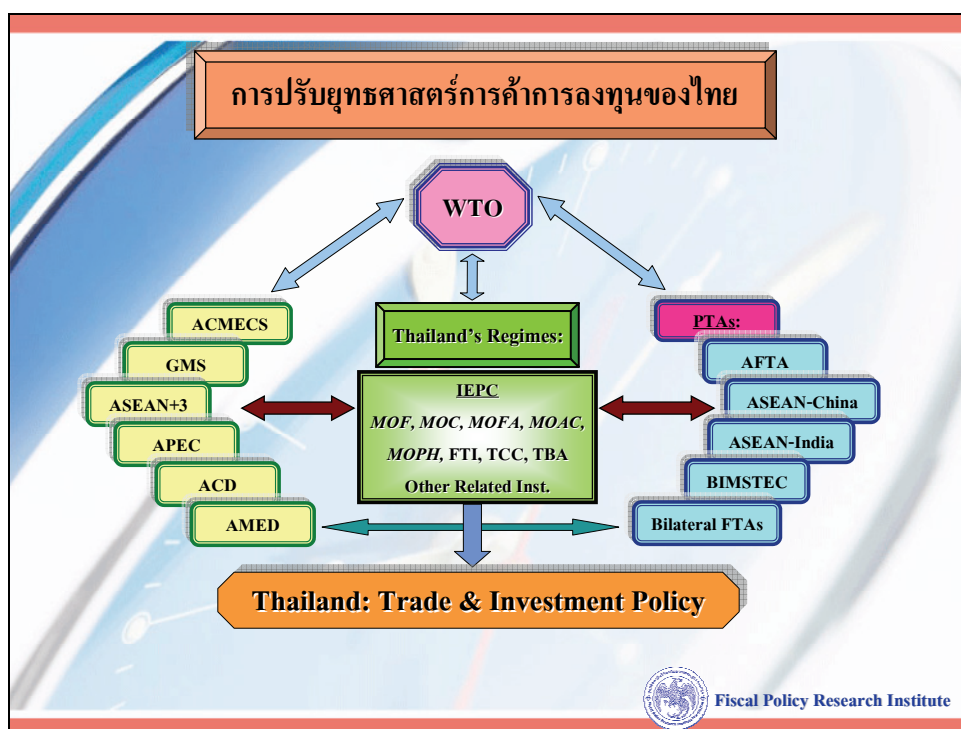 การปรับยุทธศาสตร์การค้าการลงทุนของไทย
WTO
ACMECS
GMS
ASEAN+3
APEC
ACD
AMED
Thailand's Regimes:
IEPC
MOF, MOC, MOFA, MOAC,
MOPH, FTI, TCC, TBA
Other Related Inst.
PTAs:
AFTA
ASEAN-China
ASEAN-India
BIMSTEC
Bilateral FTAs
Thailand: Trade & Investment Policy
Fiscal Policy Research Institute